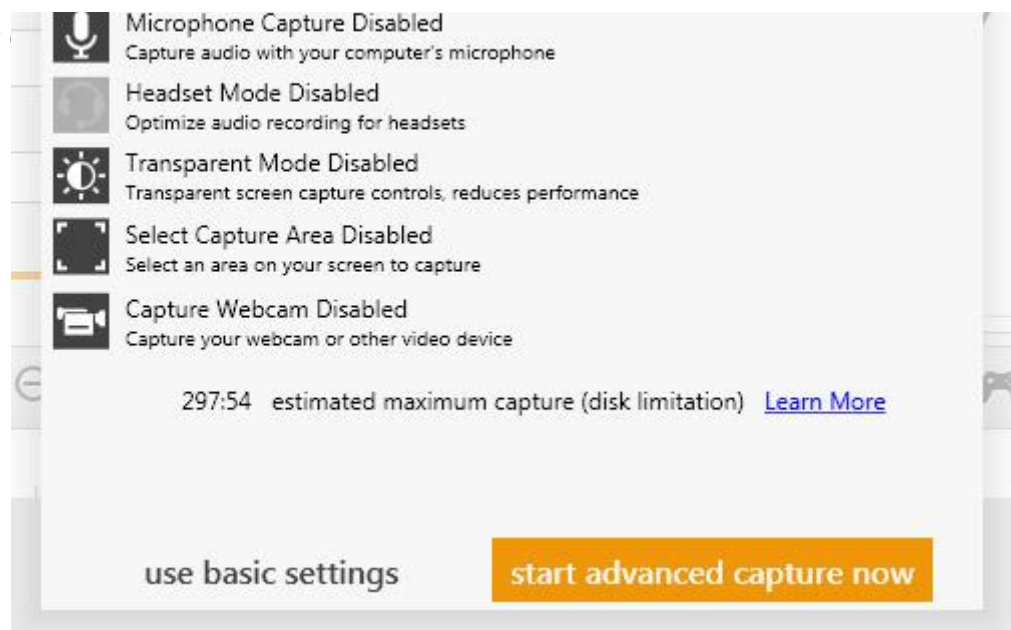 Microphone Capture Disabled
Capture audio with your computer's microphone
Headset Mode Disabled
Optimize audio recording for headsets
Transparent Mode Disabled
Transparent screen capture controls, reduces performance
Select Capture Area Disabled
Select an area on your screen to capture
Capture Webcam Disabled
Capture your webcam or other video device
297:54 estimated maximum capture (disk limitation) Learn More
use basic settings start advanced capture now